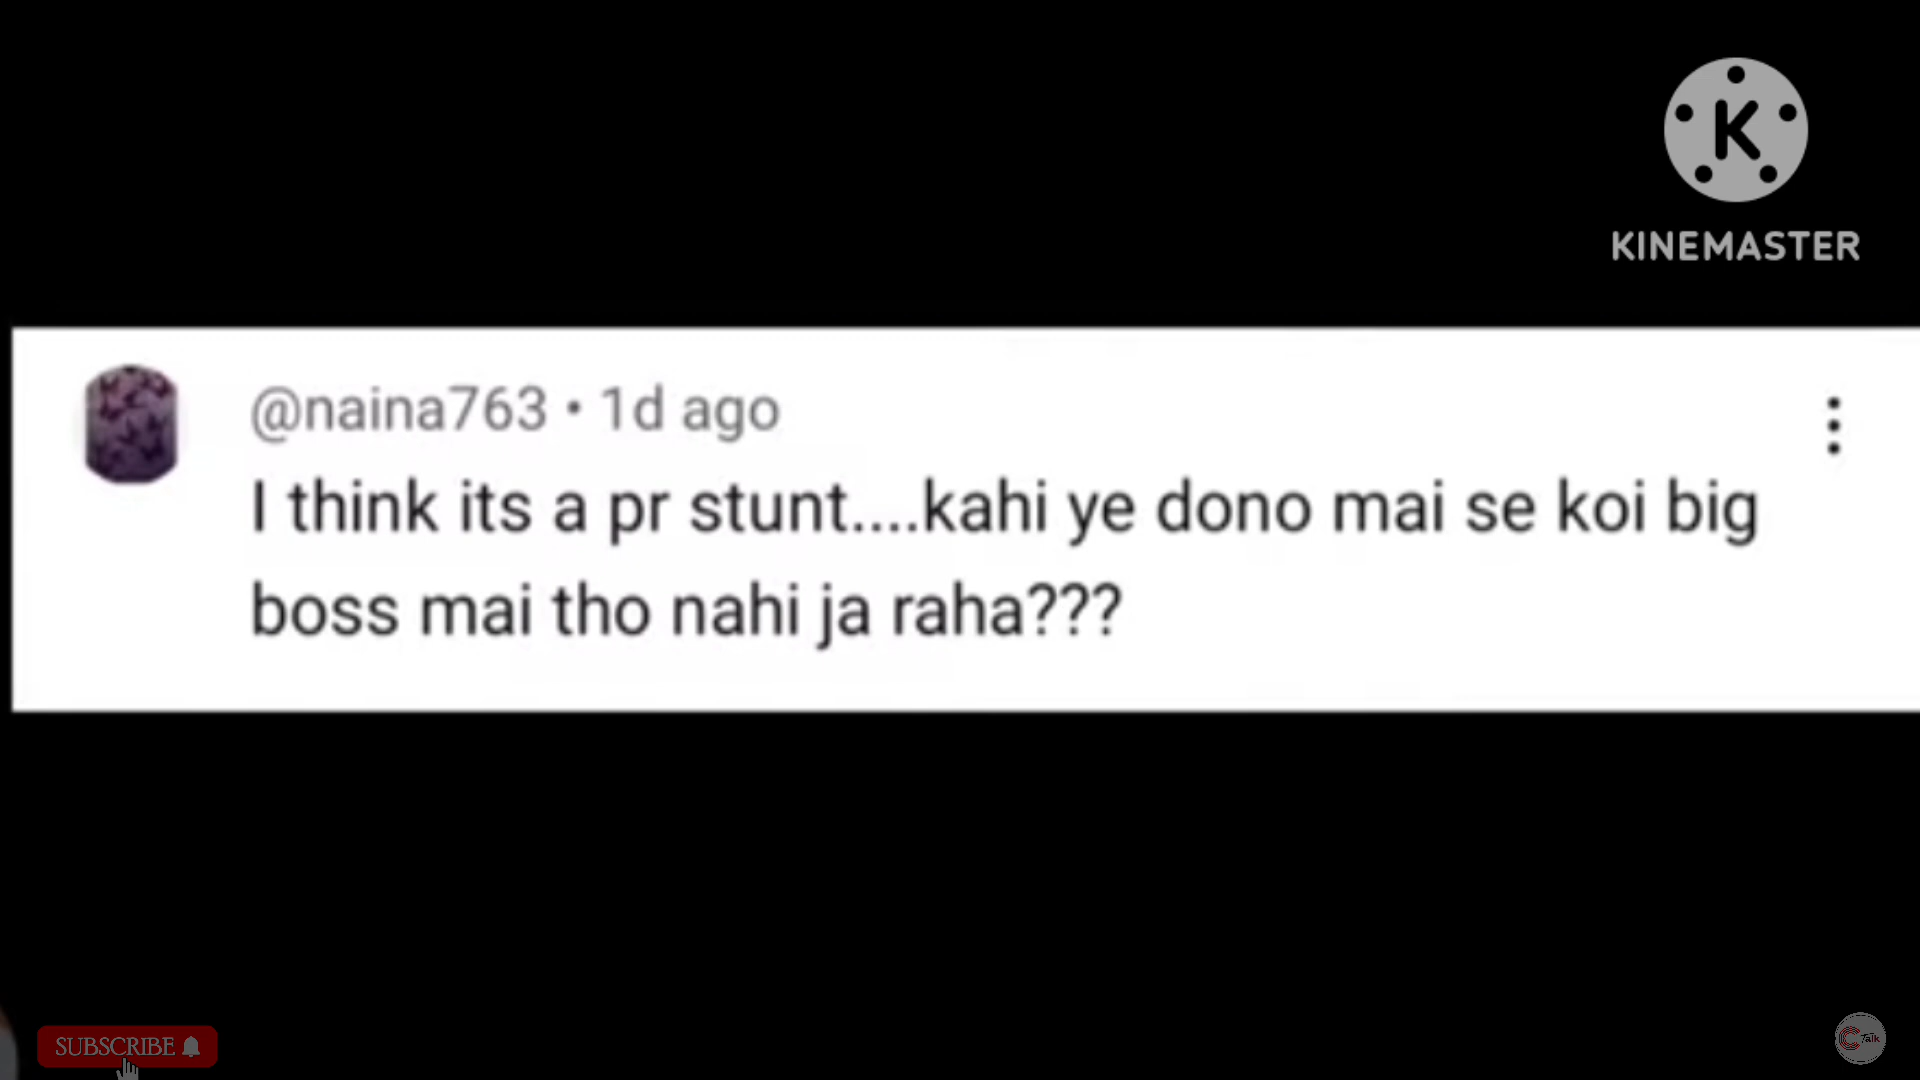 K
KINEMASTER
@naina763 • 1d ago
I think its a pr stunt....kahi ye dono mai se koi big
boss mai tho nahi ja raha???
SUBSCRIBE
C Talk